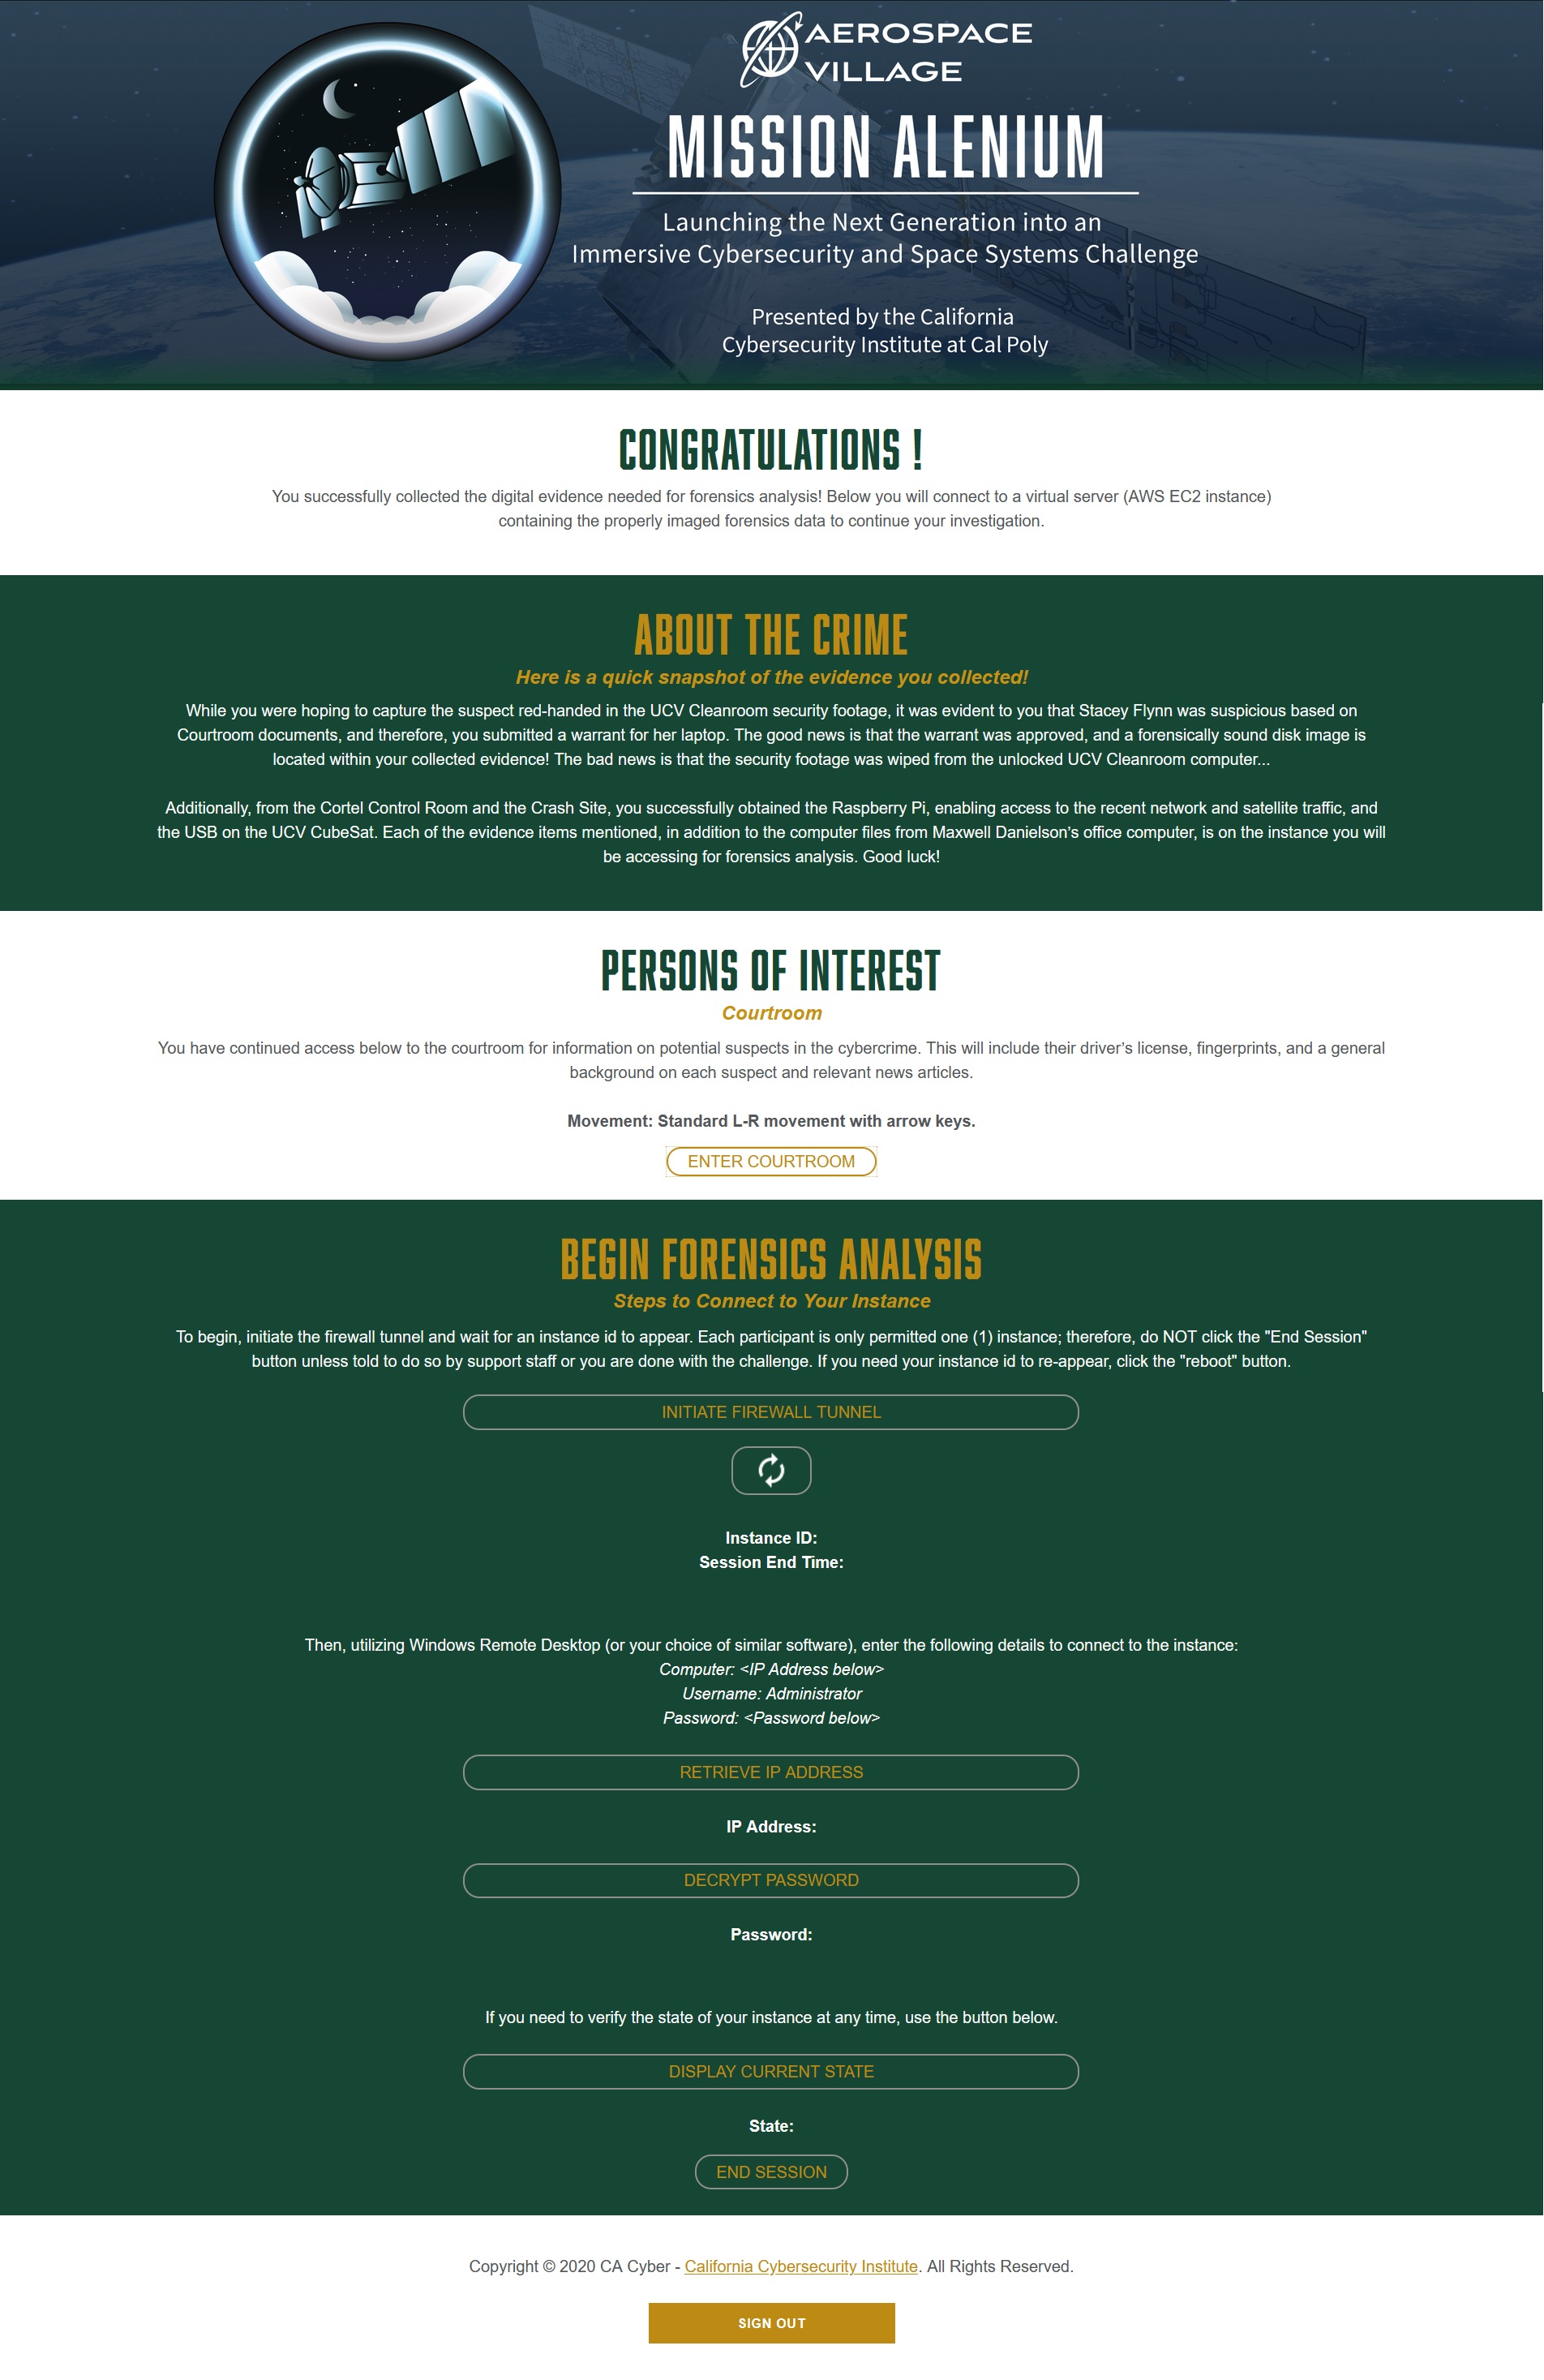 AEROSPACE
VILLAGE
MISSION ALENIUM
Launching the Next Generation into an
Immersive Cybersecurity and Space Systems Challenge
Presented by the California
Cybersecurity Institute at Cal Poly
CONGRATULATIONS !
You successfully collected the digital evidence needed for forensics analysis! Below you will connect to a virtual server (AWS EC2 instance)
containing the properly imaged forensics data to continue your investigation.
ABOUT THE CRIME
Here is a quick snapshot of the evidence you collected!
While you were hoping to capture the suspect red-handed in the UCV Cleanroom security footage, it was evident to you that Stacey Flynn was suspicious based on
Courtroom documents, and therefore, you submitted a warrant for her laptop. The good news is that the warrant was approved, and a forensically sound disk image is
located within your collected evidence! The bad news is that the security footage was wiped from the unlocked UCV Cleanroom computer...
Additionally, from the Cortel Control Room and the Crash Site, you successfully obtained the Raspberry Pi, enabling access to the recent network and satellite traffic, and
the USB on the UCV CubeSat. Each of the evidence items mentioned, in addition to the computer files from Maxwell Danielson's office computer, is on the instance you will
be accessing for forensics analysis. Good luck!
PERSONS OF INTEREST
Courtroom
You have continued access below to the courtroom for information on potential suspects in the cybercrime. This will include their driver's license, fingerprints, and a general
background on each suspect and relevant news articles.
Movement: Standard L-R movement with arrow keys.
ENTER COURTROOM
BEGIN FORENSICS ANALYSIS
Steps to Connect to Your Instance
To begin, initiate the firewall tunnel and wait for an instance id to appear. Each participant is only permitted one (1) instance; therefore, do NOT click the "End Session"
button unless told to do so by support staff or you are done with the challenge. If you need your instance id to re-appear, click the "reboot" button.
INITIATE FIREWALL TUNNEL
Instance ID:
Session End Time:
Then, utilizing Windows Remote Desktop (or your choice of similar software), enter the following details to connect to the instance:
Computer: <IP Address below>
Username: Administrator
Password: <Password below>
RETRIEVE IP ADDRESS
IP Address:
DECRYPT PASSWORD
Password:
If you need to verify the state of your instance at any time, use the button below.
DISPLAY CURRENT STATE
State:
END SESSION
Copyright © 2020 CA Cyber - California Cybersecurity Institute. All Rights Reserved.
SIGN OUT